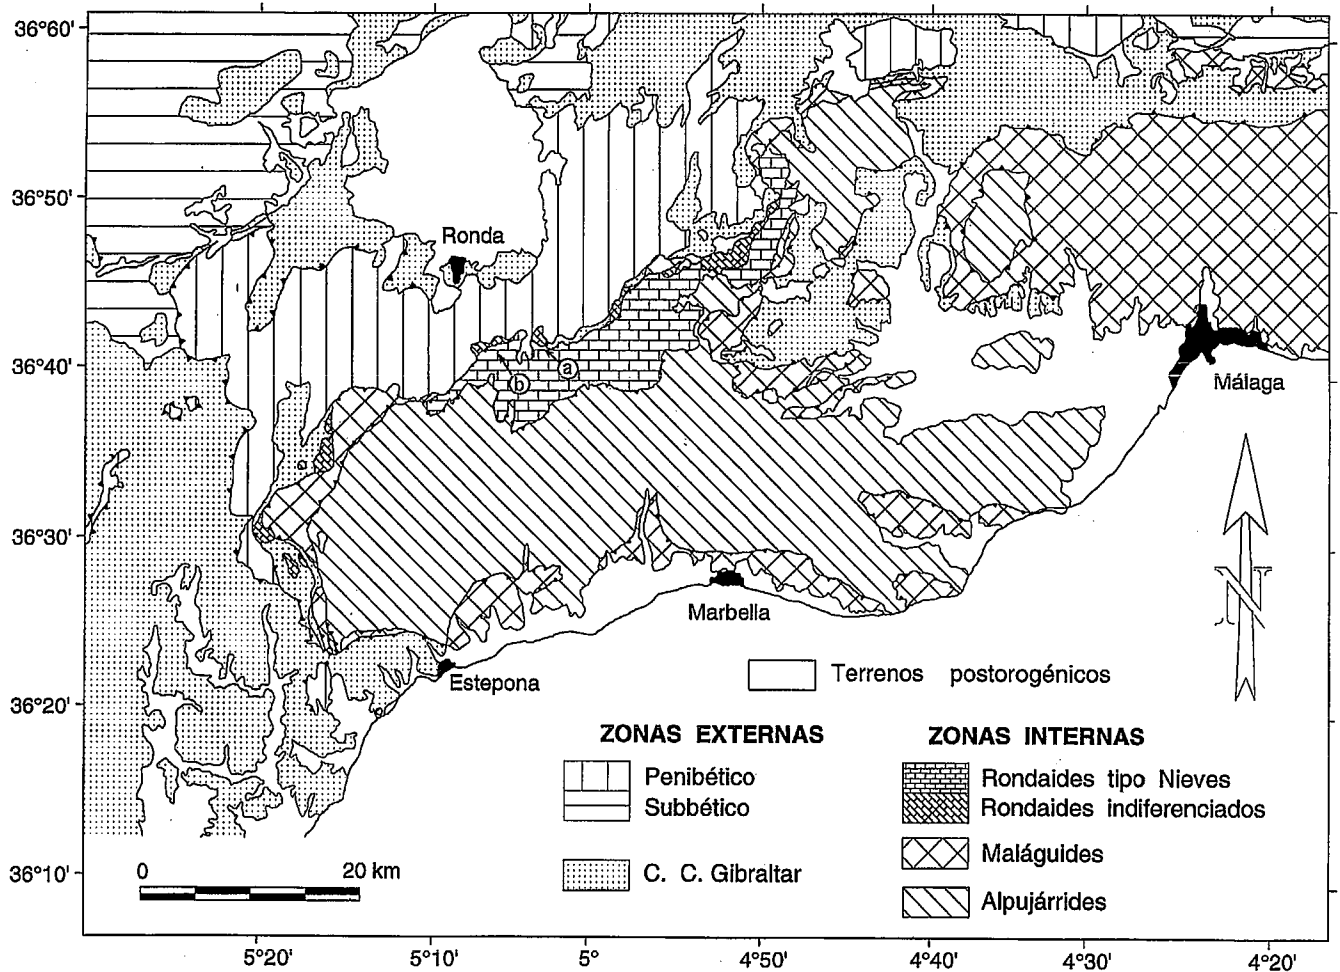 36°60'
36°50'
36°40'
36°30'
36°20'
36°10'
Ronda
a
b
Málaga
Marbella
Estepona
N
Terrenos postorogénicos
ZONAS EXTERNAS
Penibético
Subbético
C. C. Gibraltar
ZONAS INTERNAS
Rondaides tipo Nieves
Rondaides indiferenciados
Maláguides
Alpujárrides
0 20 km
5°20' 5°10' 5° 4°50' 4°40' 4°30' 4°20'